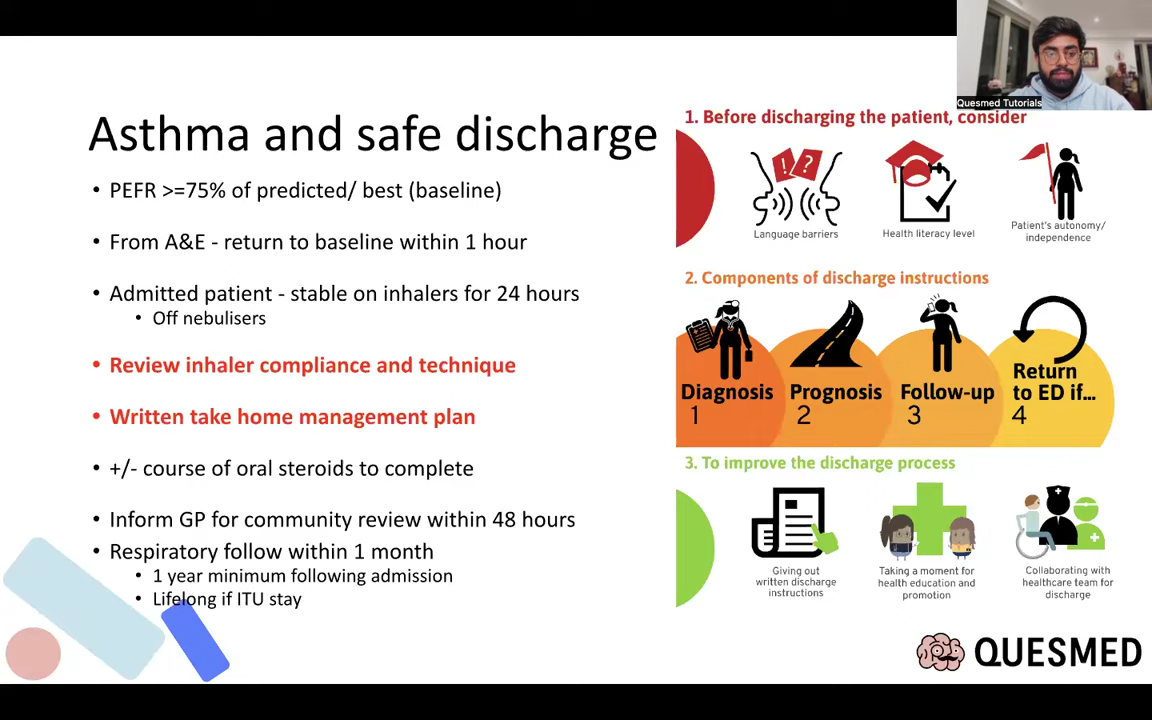 Quesmed Tutorials
Asthma and safe discharge
• PEFR >=75% of predicted/ best (baseline)
• From A&E - return to baseline within 1 hour
• Admitted patient - stable on inhalers for 24 hours
• Off nebulisers
• Review inhaler compliance and technique
• Written take home management plan
• +/- course of oral steroids to complete
• Inform GP for community review within 48 hours
• Respiratory follow within 1 month
• 1 year minimum following admission
• Lifelong if ITU stay
1. Before discharging the patient, consider
! ?
Language barriers
Health literacy level
Patient's autonomy/
independence
2. Components of discharge instructions
Diagnosis
1
Prognosis
2
Follow-up
3
Return
to ED if...
4
3. To improve the discharge process
Giving out
written discharge
instructions
Taking a moment for
health education and
promotion
Collaborating with
healthcare team for
discharge
QUESMED